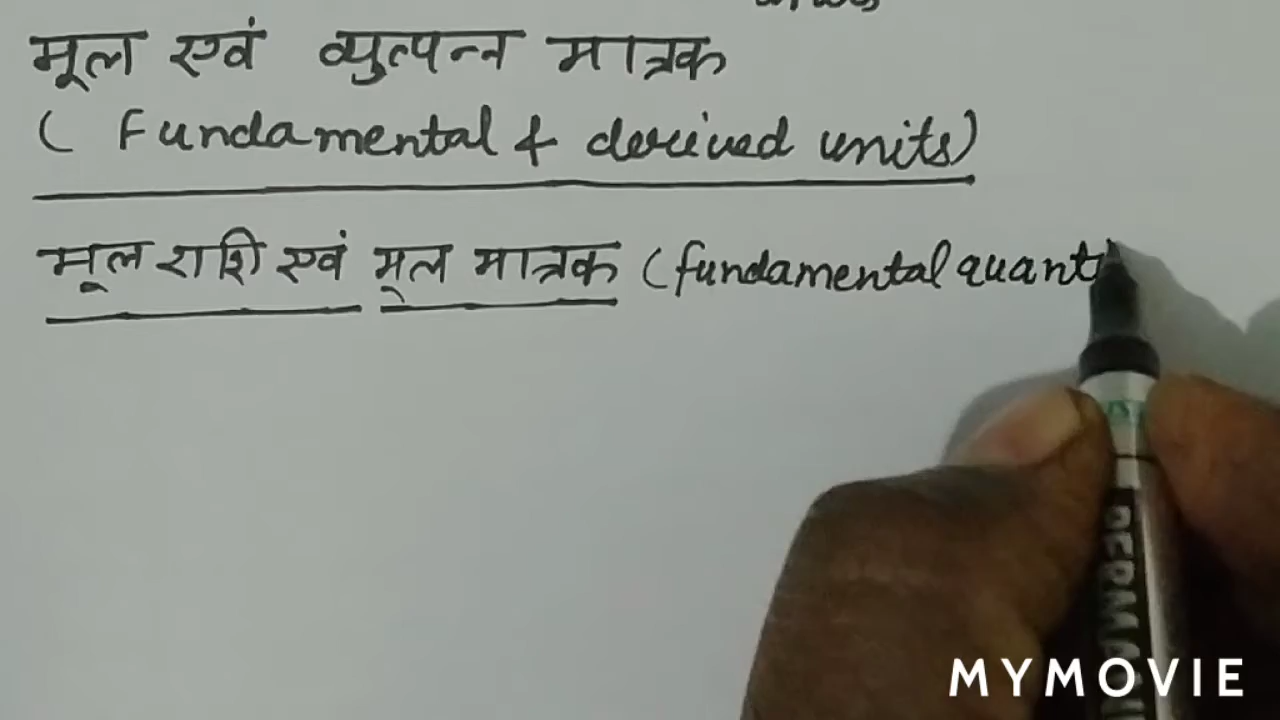 मूल एवं व्युत्पन्न मात्रक
( Fundamental & derived units)
मूल राशि एवं मूल मात्रक (fundamental quant
MYMOVIE